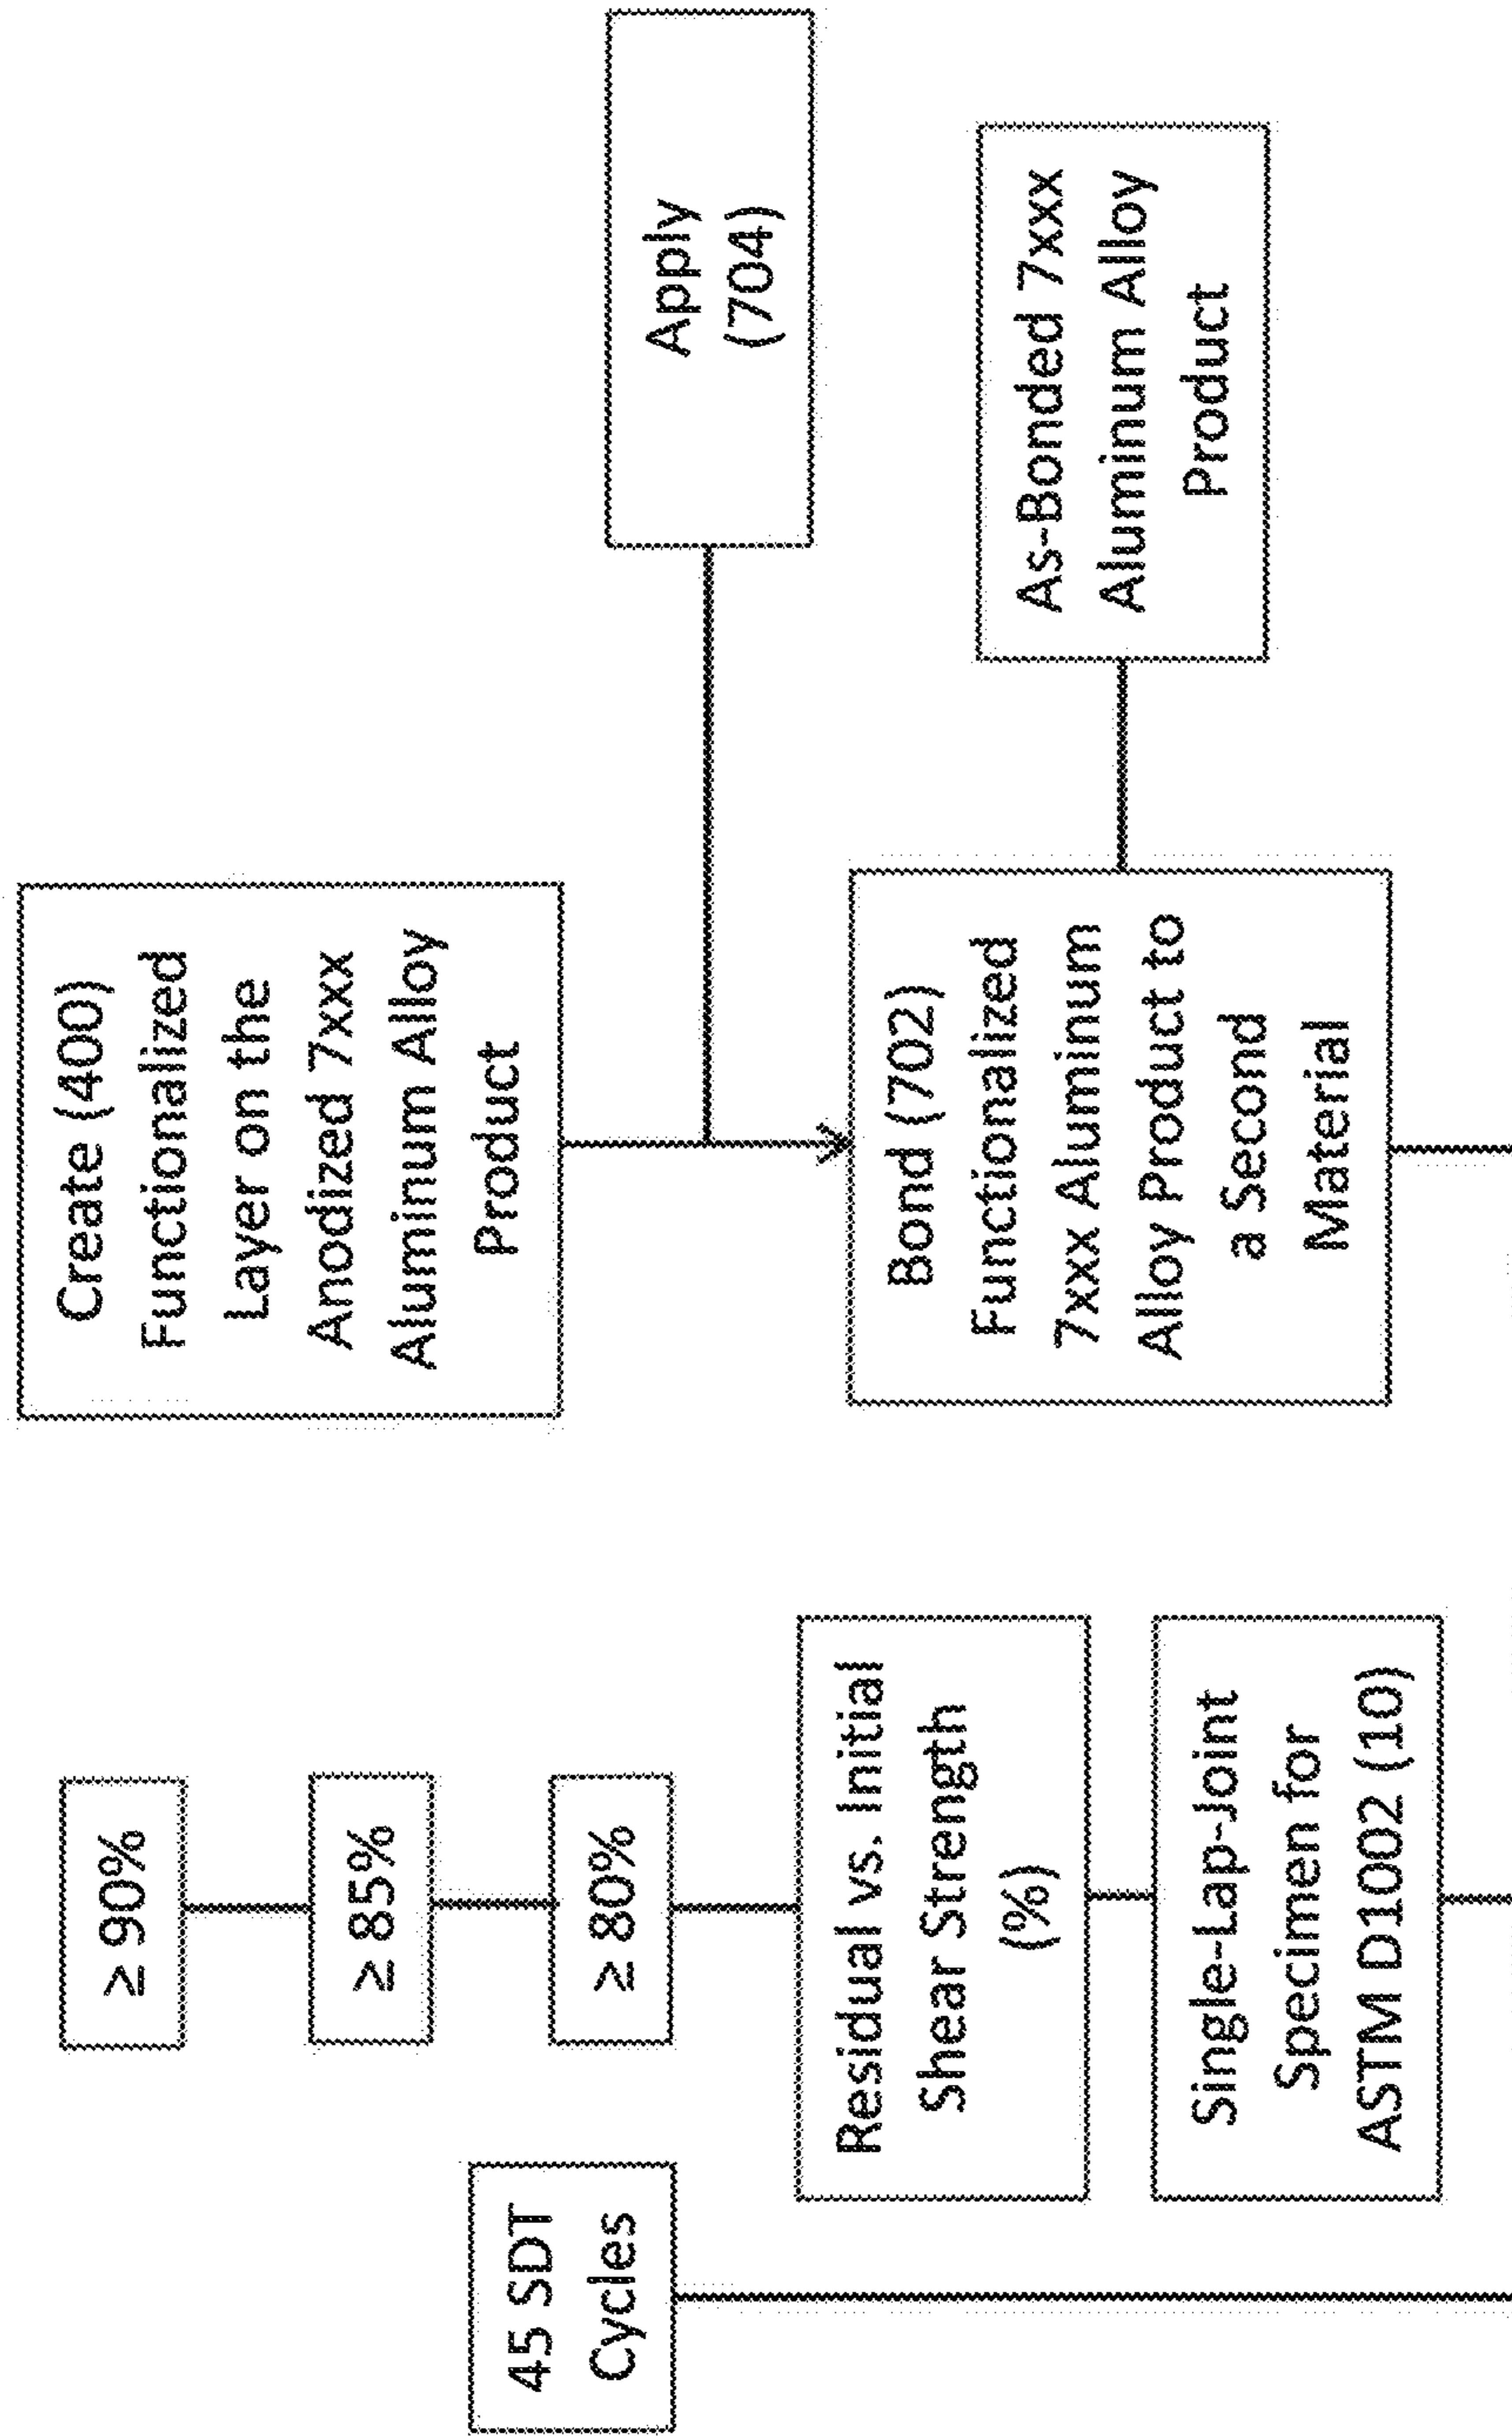 Create (400)
Functionalized
Layer on the
Anodized 7xxx
Aluminum Alloy
Product
Apply
(704)
Bond (702)
Functionalized
7xxx Aluminum
Alloy Product to
a Second
Material
As-Bonded 7xxx
Aluminum Alloy
Product
≥ 90%
≥ 85%
≥ 80%
Residual vs. Initial
Shear Strength
(%)
Single-Lap-Joint
Specimen for
ASTM D1002 (10)
45 SDT
Cycles